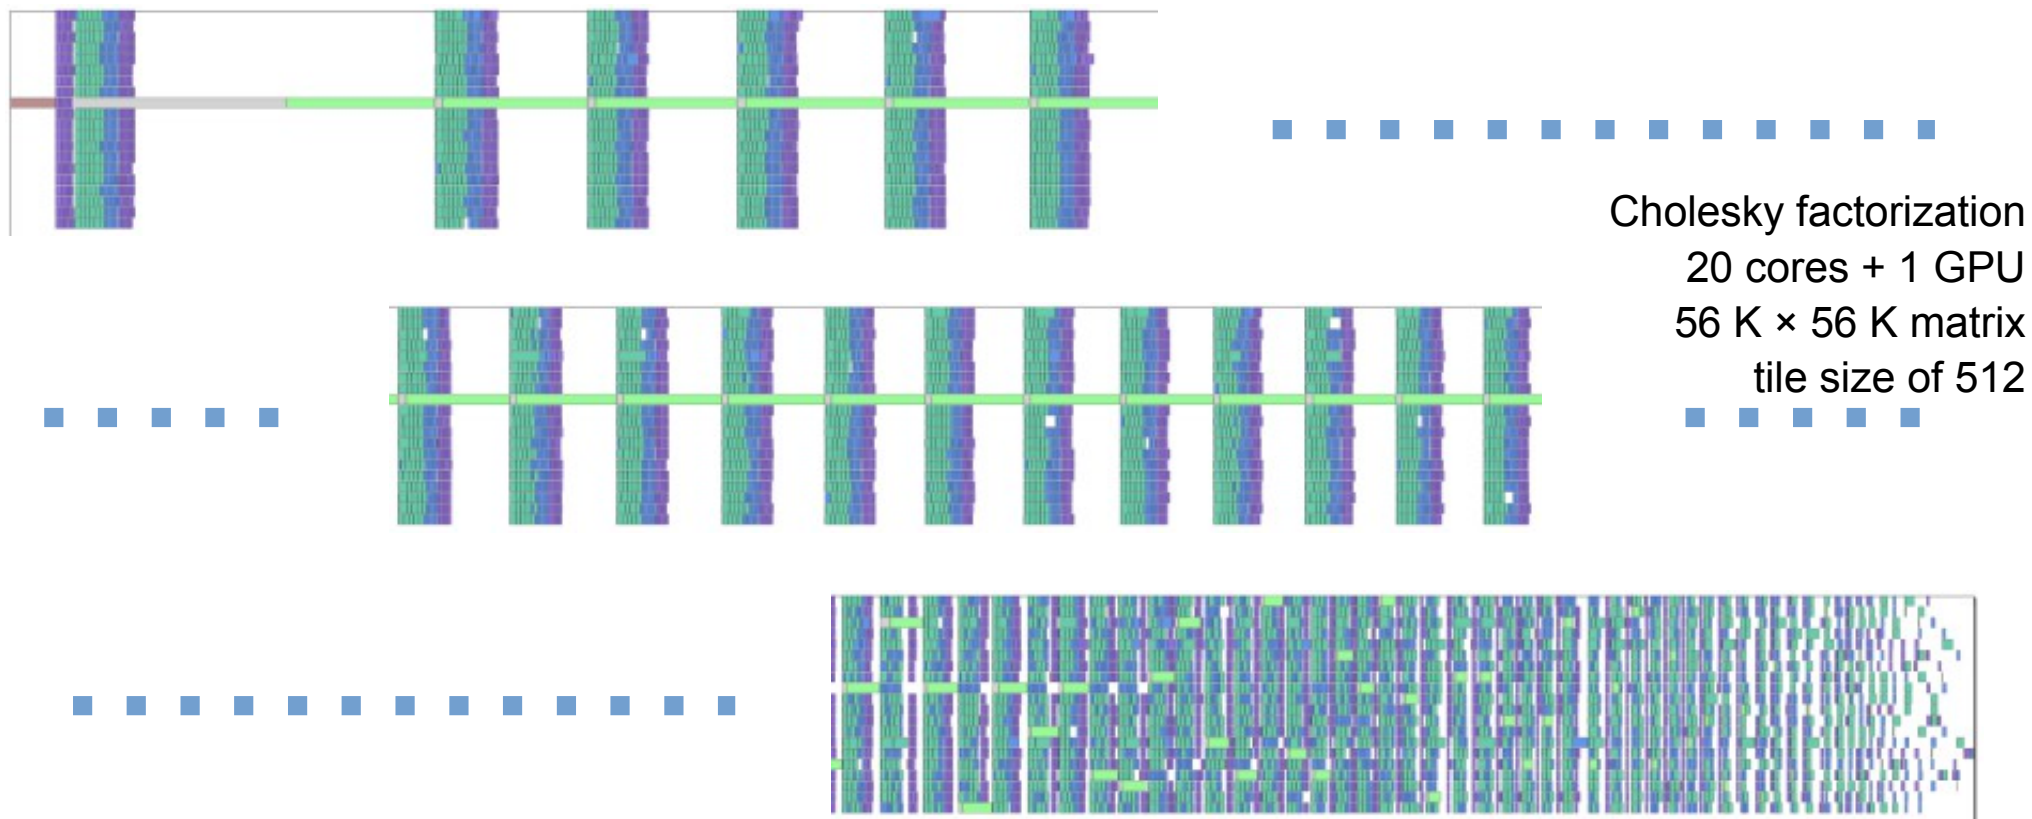 Cholesky factorization
20 cores + 1 GPU
56 K × 56 K matrix
tile size of 512